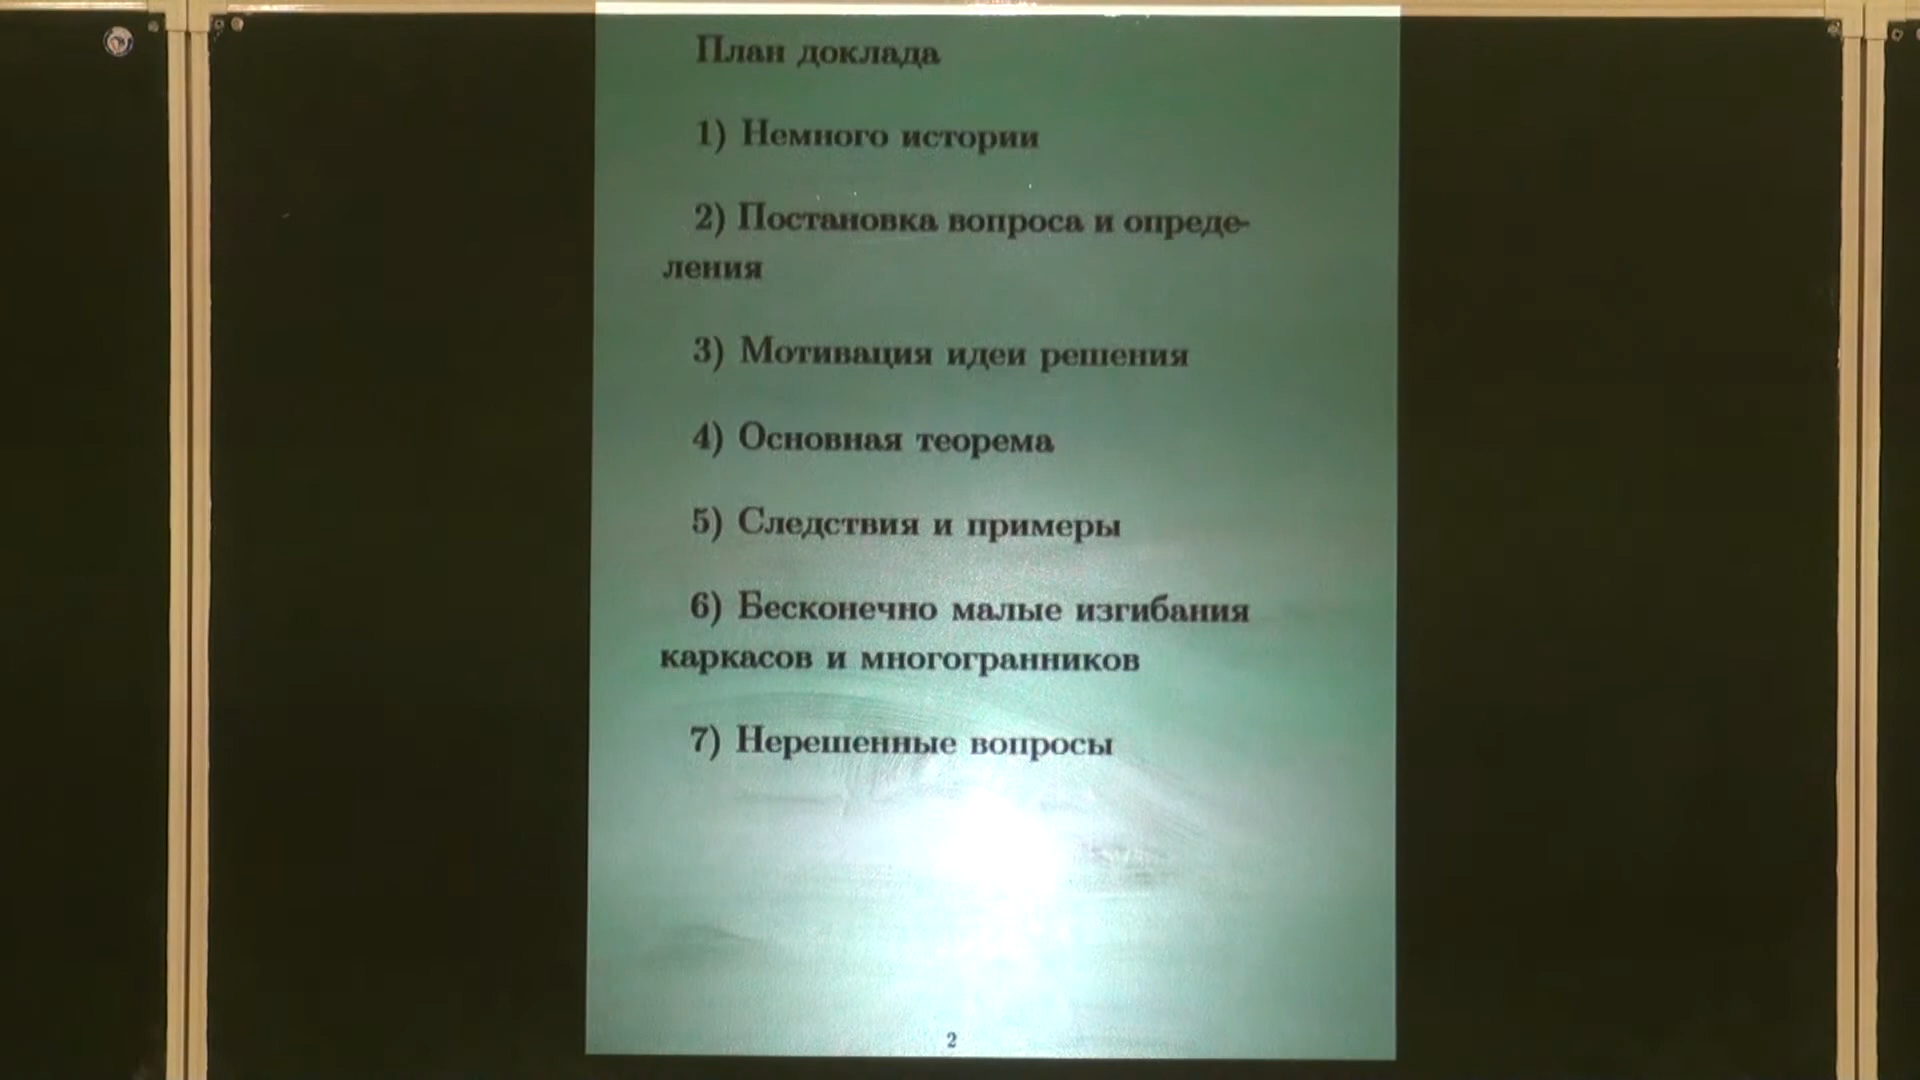 План доклада
1) Немного истории
2) Постановка вопроса и опреде-
ления
3) Мотивация идеи решения
4) Основная теорема
5) Следствия и примеры
6) Бесконечно малые изгибания
каркасов и многогранников
7) Нерешенные вопросы
2